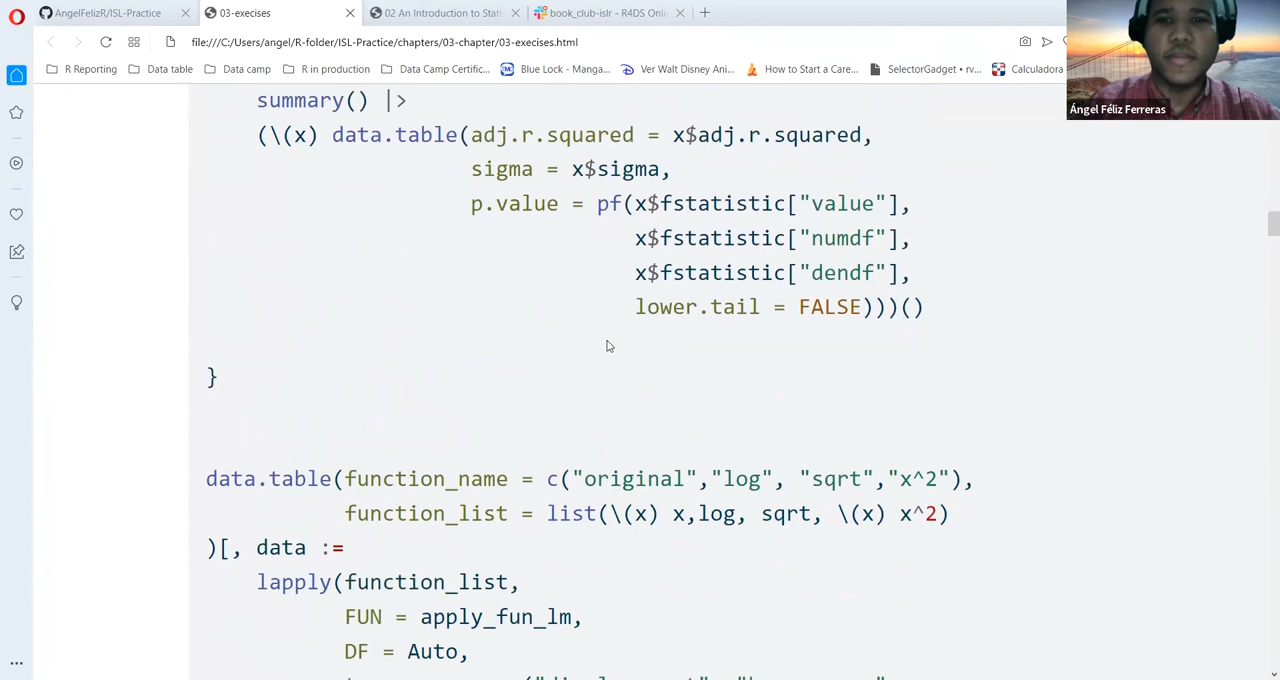 AngelFelizR/ISL-Practice
03-execises
02 An Introduction to Stat
book_club-islr - R4DS Onli
file:///C:/Users/angel/R-folder/ISL-Practice/chapters/03-chapter/03-execises.html
R Reporting
Data table
Data camp
R in production
Data Camp Certific...
Blue Lock - Manga...
Ver Walt Disney Ani...
How to Start a Care...
SelectorGadget • rv...
Calculadora
Ángel Féliz Ferreras
summary() |>
(\(x) data.table(adj.r.squared = x$adj.r.squared,
sigma = x$sigma,
p.value = pf(x$fstatistic["value"],
x$fstatistic["numdf"],
x$fstatistic["dendf"],
lower.tail = FALSE)))()
}
data.table(function_name = c("original","log", "sqrt","x^2"),
function_list = list(\(x) x,log, sqrt, \(x) x^2)
)[, data :=
lapply(function_list,
FUN = apply_fun_lm,
DF = Auto,